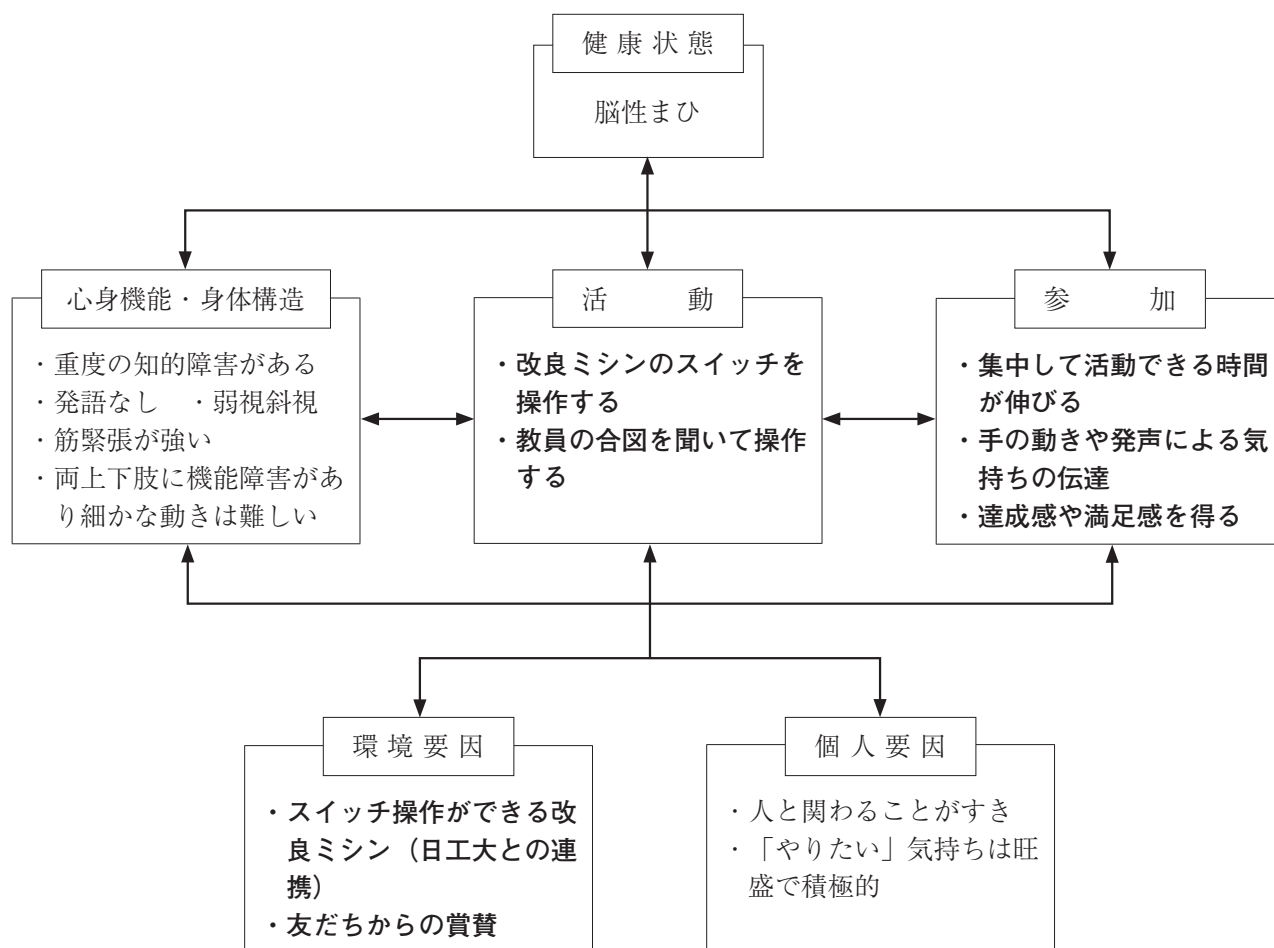 健康状態
脳性まひ
心身機能・身体構造
・重度の知的障害がある
・発語なし　・弱視斜視
・筋緊張が強い
・両上下肢に機能障害があ
り細かな動きは難しい
活動
・改良ミシンのスイッチを
操作する
・教員の合図を聞いて操作
する
参加
・集中して活動できる時間
が伸びる
・手の動きや発声による気
持ちの伝達
・達成感や満足感を得る
環境要因
・スイッチ操作ができる改
良ミシン（日工大との連
携）
・友だちからの賞賛
個人要因
・人と関わることがすき
・「やりたい」気持ちは旺
盛で積極的